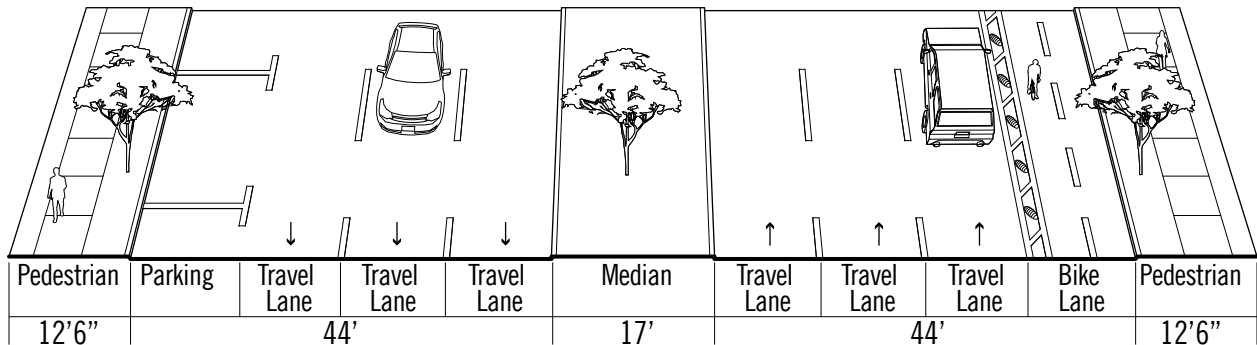 Pedestrian
Parking
Travel
Lane
Travel
Lane
Travel
Lane
Median
Travel
Lane
Travel
Lane
Travel
Lane
Bike
Lane
Pedestrian
12'6”
44'
17'
44'
12'6”